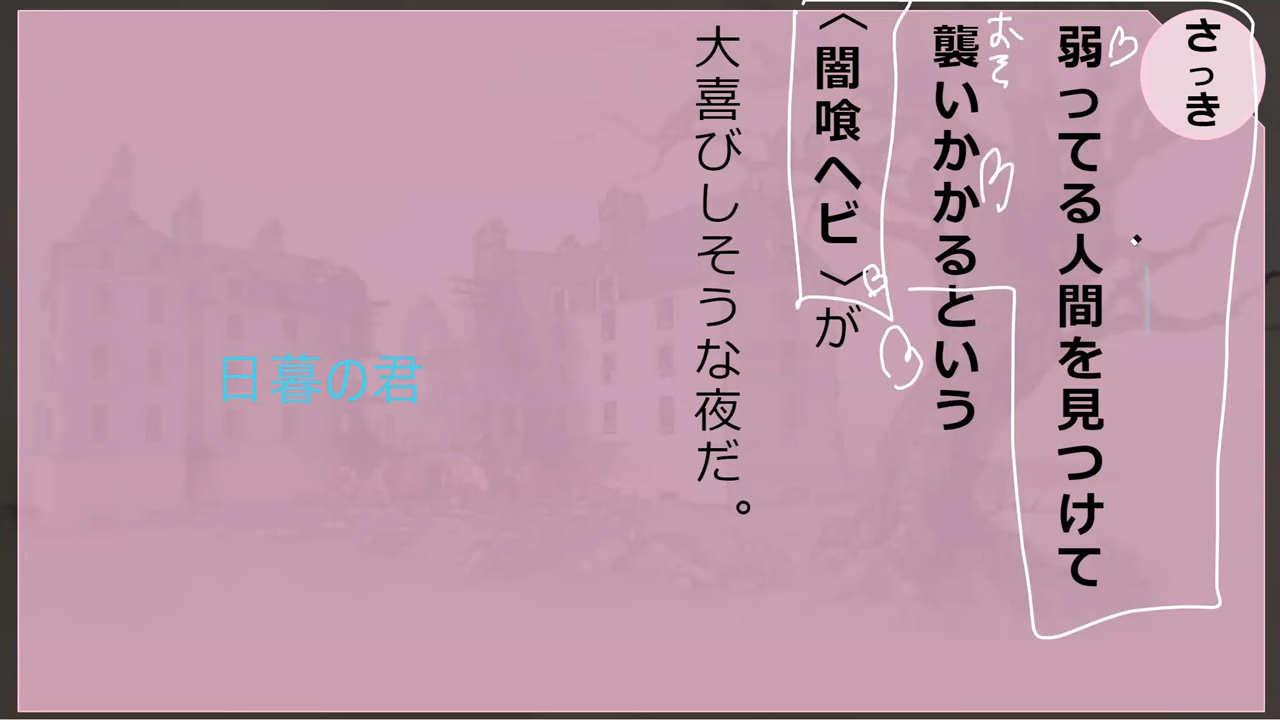 さっき
弱ってる人間を見つけて
おそ
襲いかかるという
〈闇喰ヘビ〉が
大喜びしそうな夜だ。
日暮の君